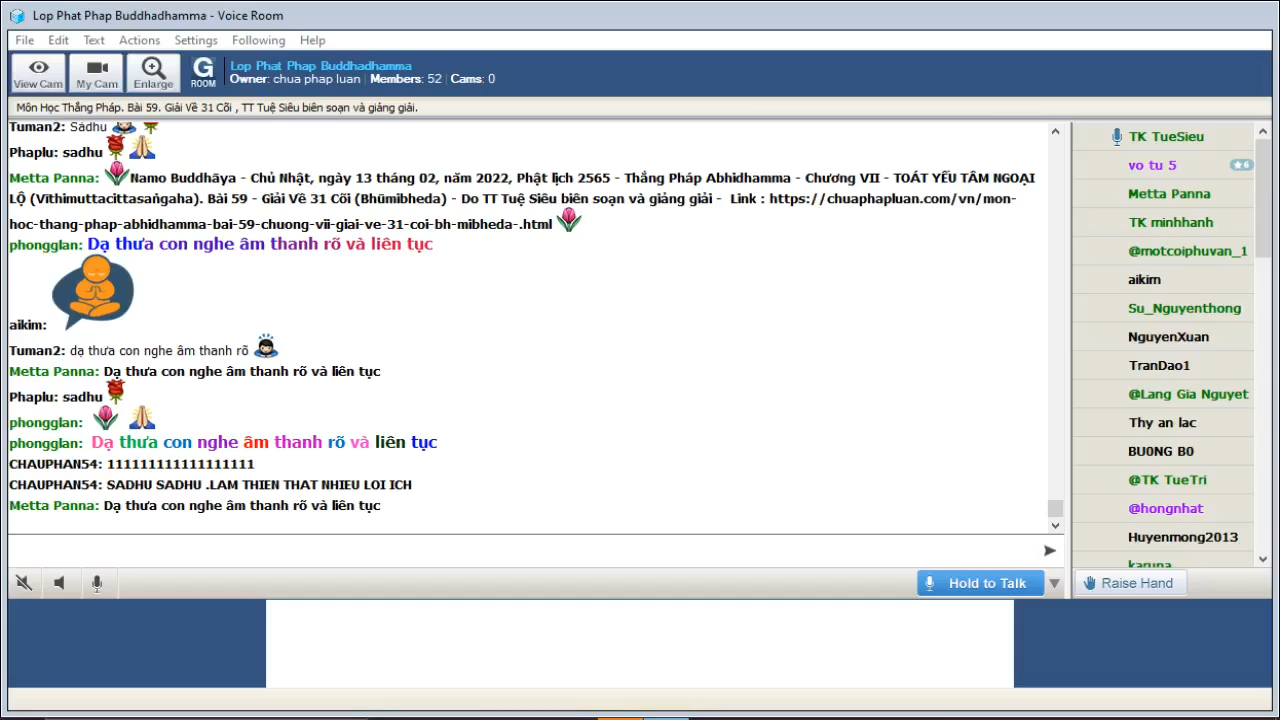 Lop Phat Phap Buddhadhamma - Voice Room
File Edit Text Actions Settings Following Help
View Cam My Cam Enlarge G ROOM
Lop Phat Phap Buddhadhamma
Owner: chua phap luan | Members: 52 | Cams: 0
Môn Học Thắng Pháp. Bài 59. Giải Về 31 Cõi , TT Tuệ Siêu biên soạn và giảng giải.
Tuman2: Sádhu
Phaplu: sadhu
Metta Panna: Namo Buddhāya - Chủ Nhật, ngày 13 tháng 02, năm 2022, Phật lịch 2565 - Thắng Pháp Abhidhamma - Chương VII - TOÁT YẾU TÂM NGOẠI
LỘ (Vīthimuttacittasaṅgaha). Bài 59 - Giải Về 31 Cõi (Bhūmibheda) - Do TT Tuệ Siêu biên soạn và giảng giải - Link : https://chuaphapluan.com/vn/mon-
hoc-thang-phap-abhidhamma-bai-59-chuong-vii-giai-ve-31-coi-bh-mibheda-.html
phongglan: Dạ thưa con nghe âm thanh rõ và liên tục
aikim:
Tuman2: dạ thưa con nghe âm thanh rõ
Metta Panna: Dạ thưa con nghe âm thanh rõ và liên tục
Phaplu: sadhu
phongglan:
phongglan: Dạ thưa con nghe âm thanh rõ và liên tục
CHAUPHAN54: 1111111111111111111
CHAUPHAN54: SADHU SADHU .LAM THIEN THAT NHIEU LOI ICH
Metta Panna: Dạ thưa con nghe âm thanh rõ và liên tục
Hold to Talk
TK TueSieu
vo tu 5
★6
Metta Panna
TK minhhanh
@motcoiphuvan_1
aikim
Su_Nguyenthong
NguyenXuan
TranDao1
@Lang Gia Nguyet
Thy an lac
BU0NG B0
@TK TueTri
@hongnhat
Huyenmong2013
karuna
Raise Hand